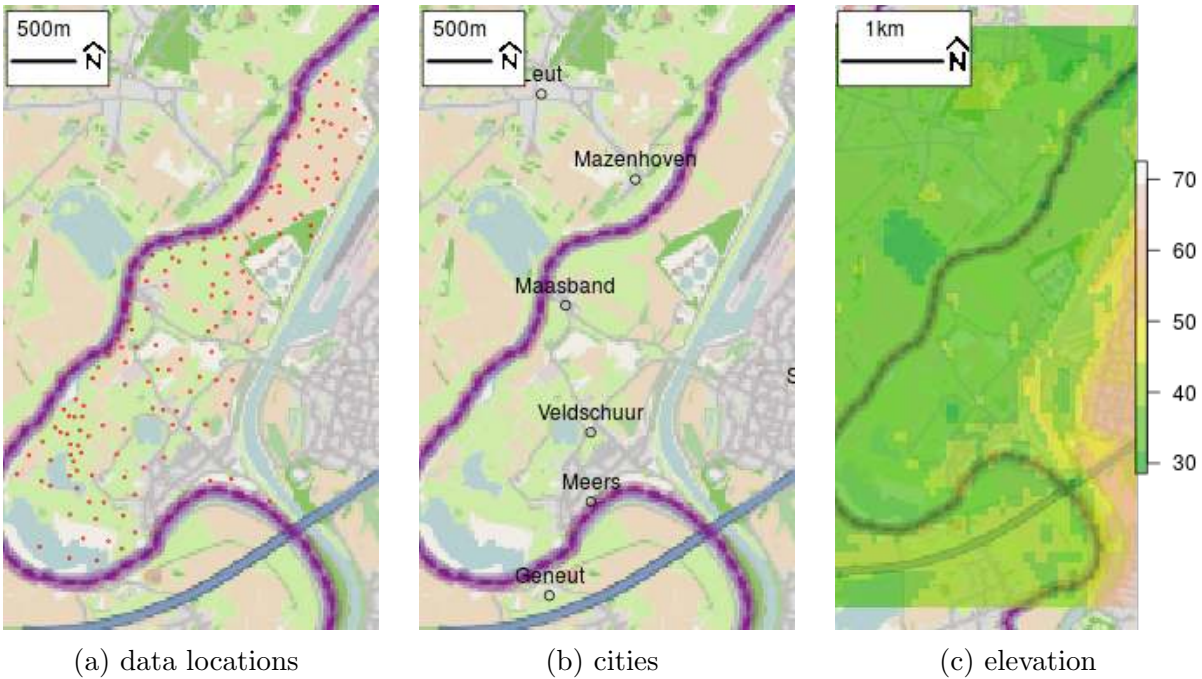 500m
N
500m
N
Leut
Mazenhoven
Maasband
S
Veldschuur
Meers
Geneut
1km
N
70
60
50
40
30
(a) data locations
(b) cities
(c) elevation